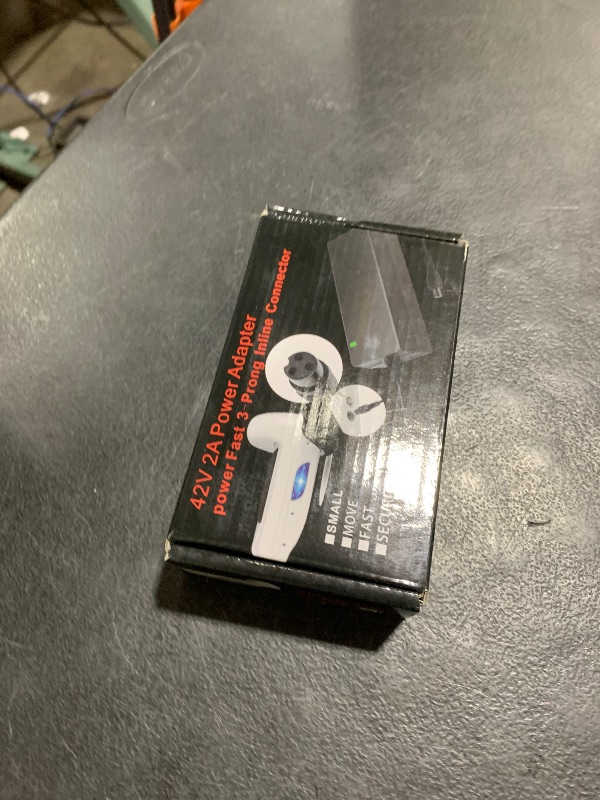 42V 2A Power Adapter
power Fast 3-Prong Inline Connector
SMALL
MOVE
FAST